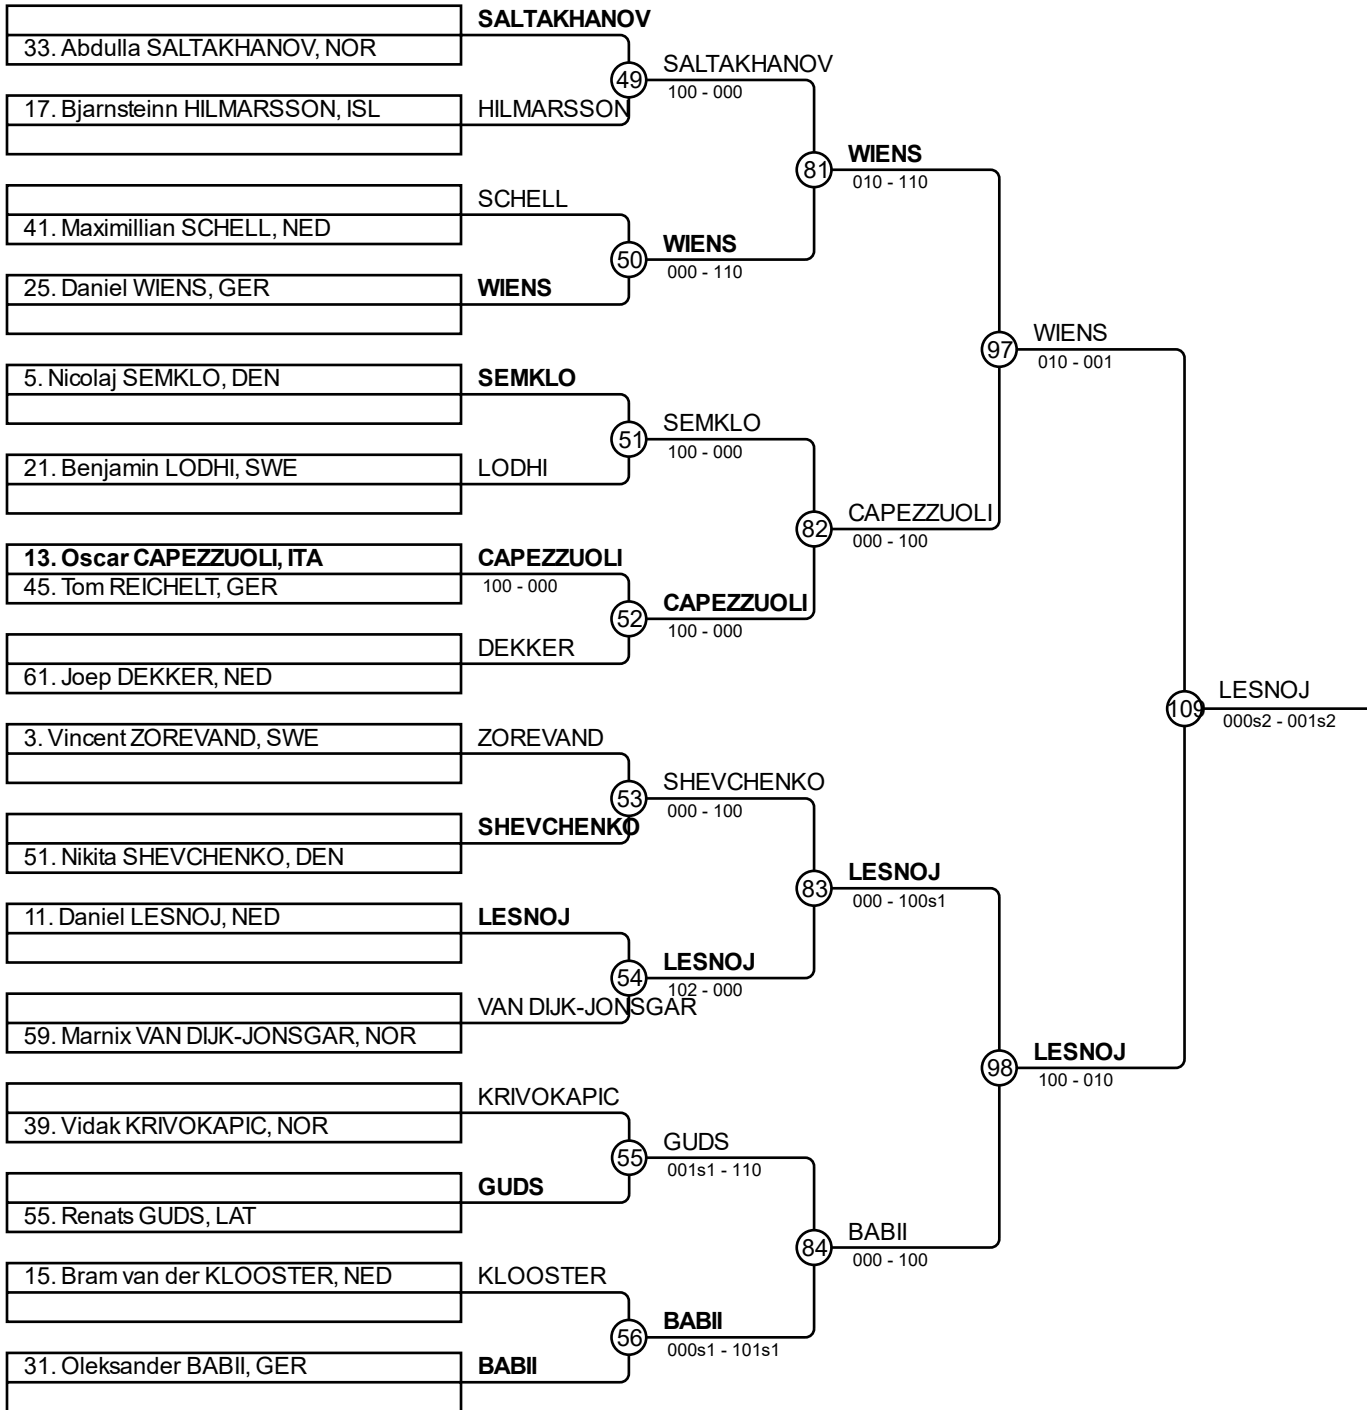 SALTAKHANOV
33. Abdulla SALTAKHANOV, NOR
49
SALTAKHANOV
100 - 000
17. Bjarnsteinn HILMARSSON, ISL
HILMARSSON
81
WIENS
010 - 110
SCHELL
41. Maximillian SCHELL, NED
50
WIENS
000 - 110
25. Daniel WIENS, GER
WIENS
97
WIENS
010 - 001
5. Nicolaj SEMKLO, DEN
SEMKLO
51
SEMKLO
100 - 000
21. Benjamin LODHI, SWE
LODHI
82
CAPEZZUOLI
000 - 100
13. Oscar CAPEZZUOLI, ITA
CAPEZZUOLI
45. Tom REICHELT, GER
100 - 000
52
CAPEZZUOLI
100 - 000
DEKKER
61. Joep DEKKER, NED
109
LESNOJ
000s2 - 001s2
3. Vincent ZOREVAND, SWE
ZOREVAND
53
SHEVCHENKO
000 - 100
SHEVCHENKO
51. Nikita SHEVCHENKO, DEN
83
LESNOJ
000 - 100s1
11. Daniel LESNOJ, NED
LESNOJ
54
LESNOJ
102 - 000
VAN DIJK-JONSGAR
59. Marnix VAN DIJK-JONSGAR, NOR
98
LESNOJ
100 - 010
KRIVOKAPIC
39. Vidak KRIVOKAPIC, NOR
55
GUDS
001s1 - 110
GUDS
55. Renats GUDS, LAT
84
BABII
000 - 100
15. Bram van der KLOOSTER, NED
KLOOSTER
56
BABII
000s1 - 101s1
31. Oleksander BABII, GER
BABII